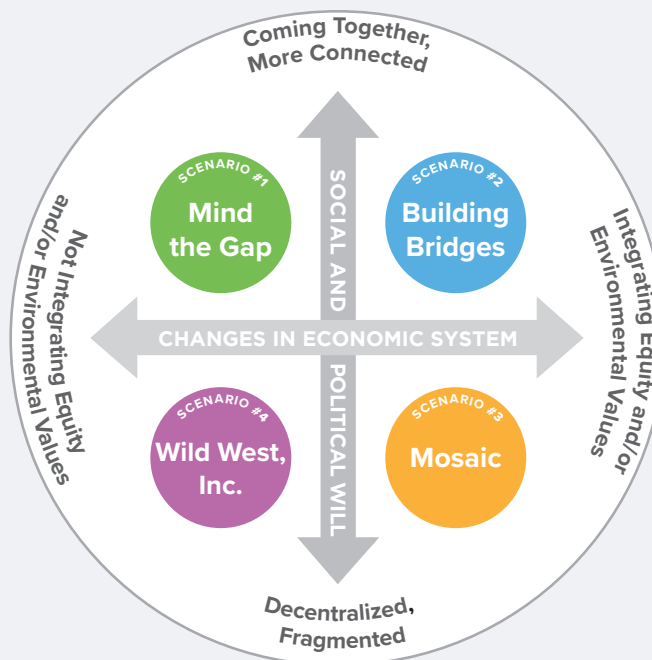 Coming Together,
More Connected
SCENARIO #1
Mind
the Gap
SCENARIO #2
Building
Bridges
SOCIAL AND
POLITICAL WILL
Not Integrating Equity
and/or Environmental Values
CHANGES IN ECONOMIC SYSTEM
Integrating Equity and/or
Environmental Values
SCENARIO #4
Wild West,
Inc.
SCENARIO #3
Mosaic
Decentralized,
Fragmented